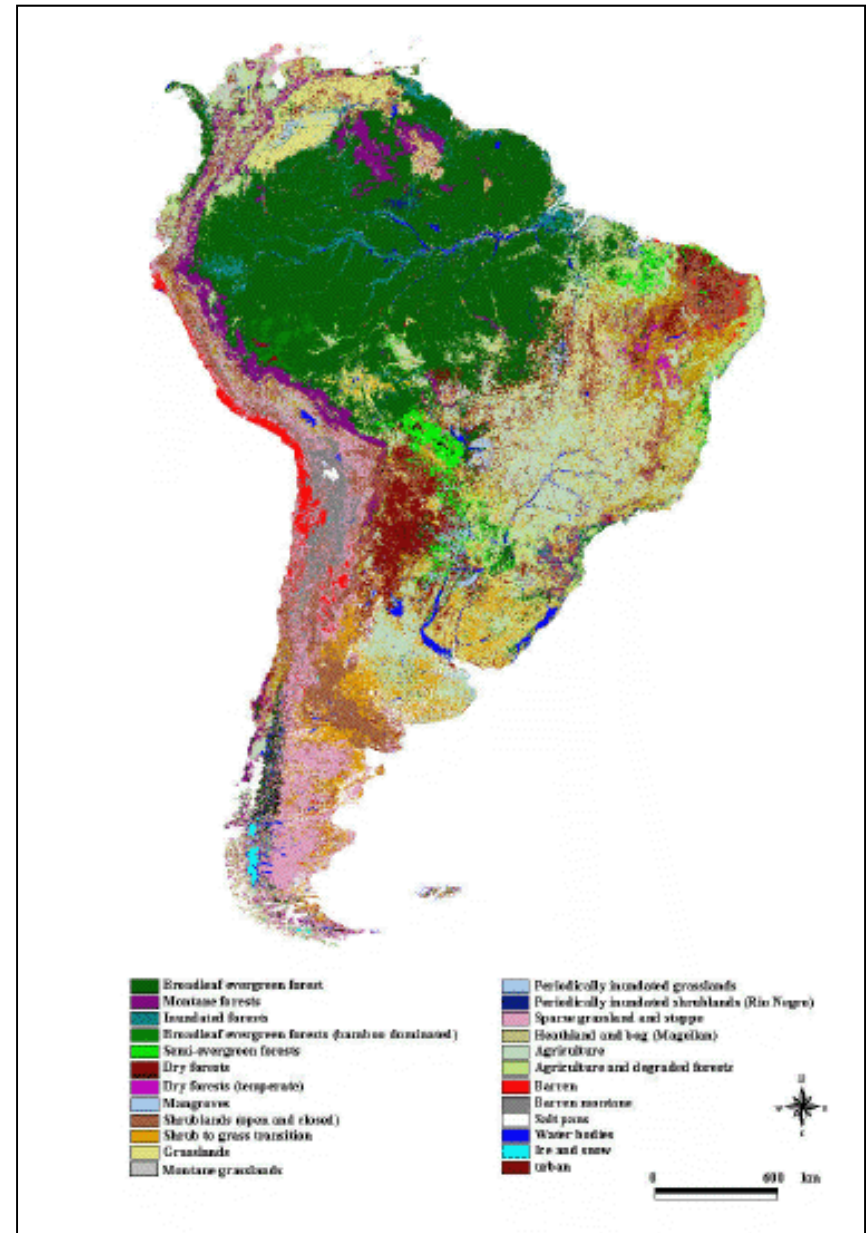 Broadleaf evergreen forest
Montane forests
Inundated forests
Broadleaf evergreen forests (bamboo dominated)
Semi-evergreen forests
Dry forests
Dry forests (temperate)
Mangroves
Shrublands (open and closed)
Shrub to grass transition
Grasslands
Montane grasslands
Periodically inundated grasslands
Periodically inundated shrublands (Rio Negro)
Sparse grassland and steppe
Heathland and bog (Magellan)
Agriculture
Agriculture and degraded forests
Barren
Barren montane
Salt pans
Water bodies
Ice and snow
urban
0 600 km